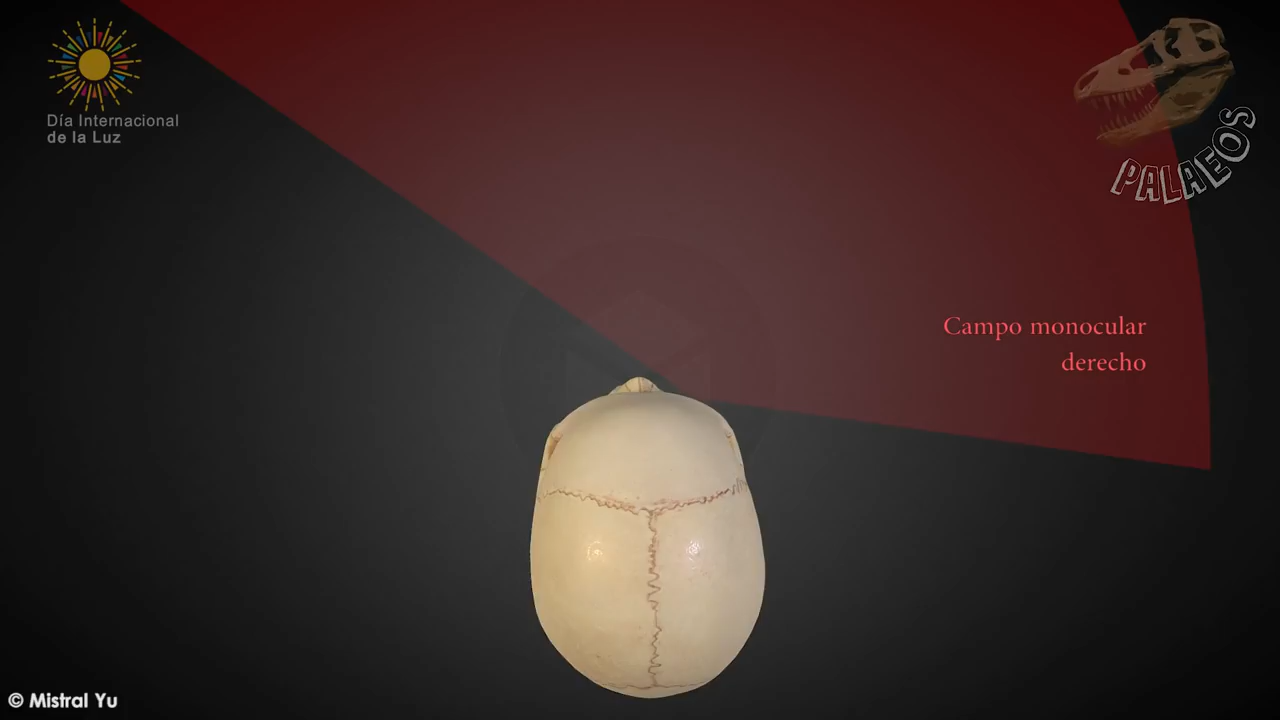 Día Internacional
de la Luz
PALAEOS
Campo monocular
derecho
© Mistral Yu